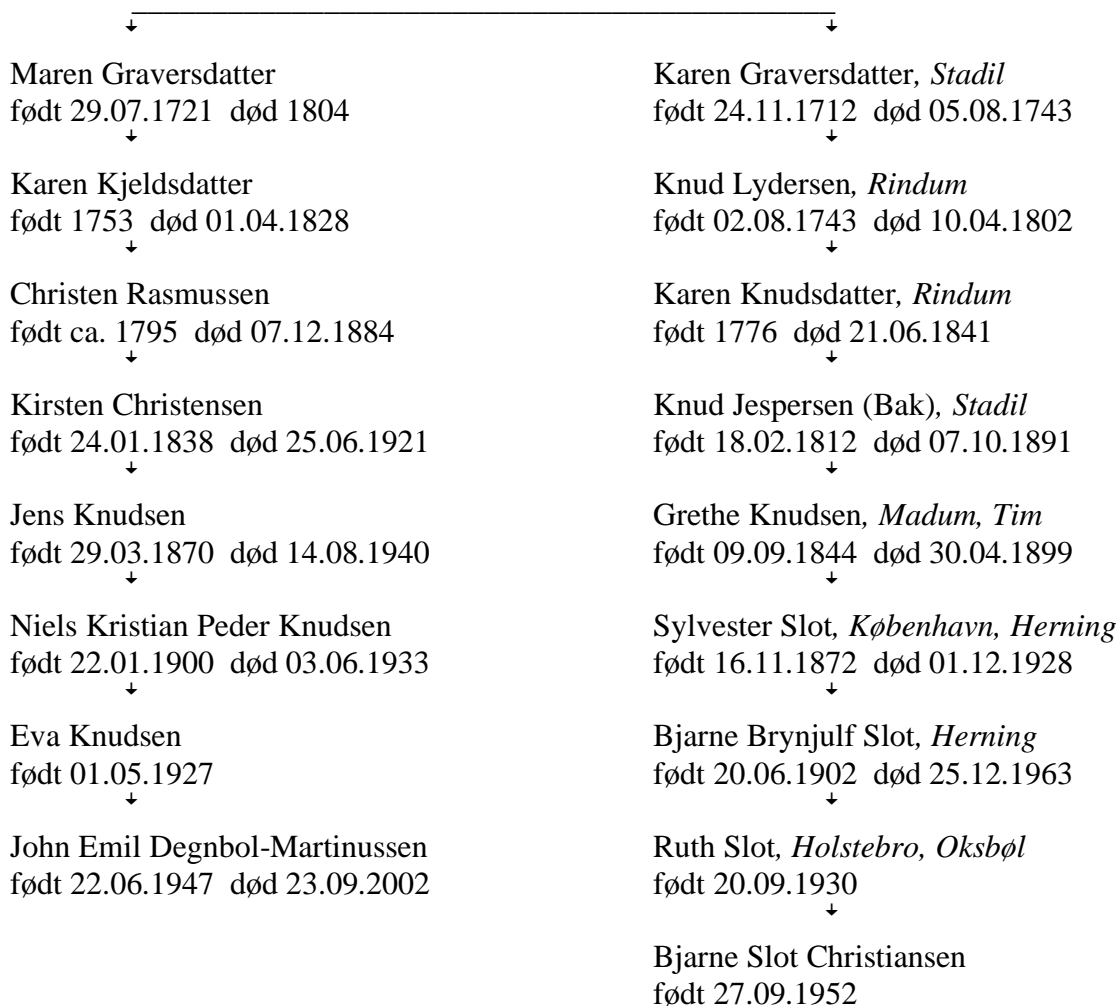 Maren Graversdatter
født 29.07.1721 død 1804
Karen Kjeldsdatter
født 1753 død 01.04.1828
Christen Rasmussen
født ca. 1795 død 07.12.1884
Kirsten Christensen
født 24.01.1838 død 25.06.1921
Jens Knudsen
født 29.03.1870 død 14.08.1940
Niels Kristian Peder Knudsen
født 22.01.1900 død 03.06.1933
Eva Knudsen
født 01.05.1927
John Emil Degnbol-Martinussen
født 22.06.1947 død 23.09.2002
Karen Graversdatter, Stadil
født 24.11.1712 død 05.08.1743
Knud Lydersen, Rindum
født 02.08.1743 død 10.04.1802
Karen Knudsdatter, Rindum
født 1776 død 21.06.1841
Knud Jespersen (Bak), Stadil
født 18.02.1812 død 07.10.1891
Grethe Knudsen, Madum, Tim
født 09.09.1844 død 30.04.1899
Sylvester Slot, København, Herning
født 16.11.1872 død 01.12.1928
Bjarne Brynjulf Slot, Herning
født 20.06.1902 død 25.12.1963
Ruth Slot, Holstebro, Oksbøl
født 20.09.1930
Bjarne Slot Christiansen
født 27.09.1952